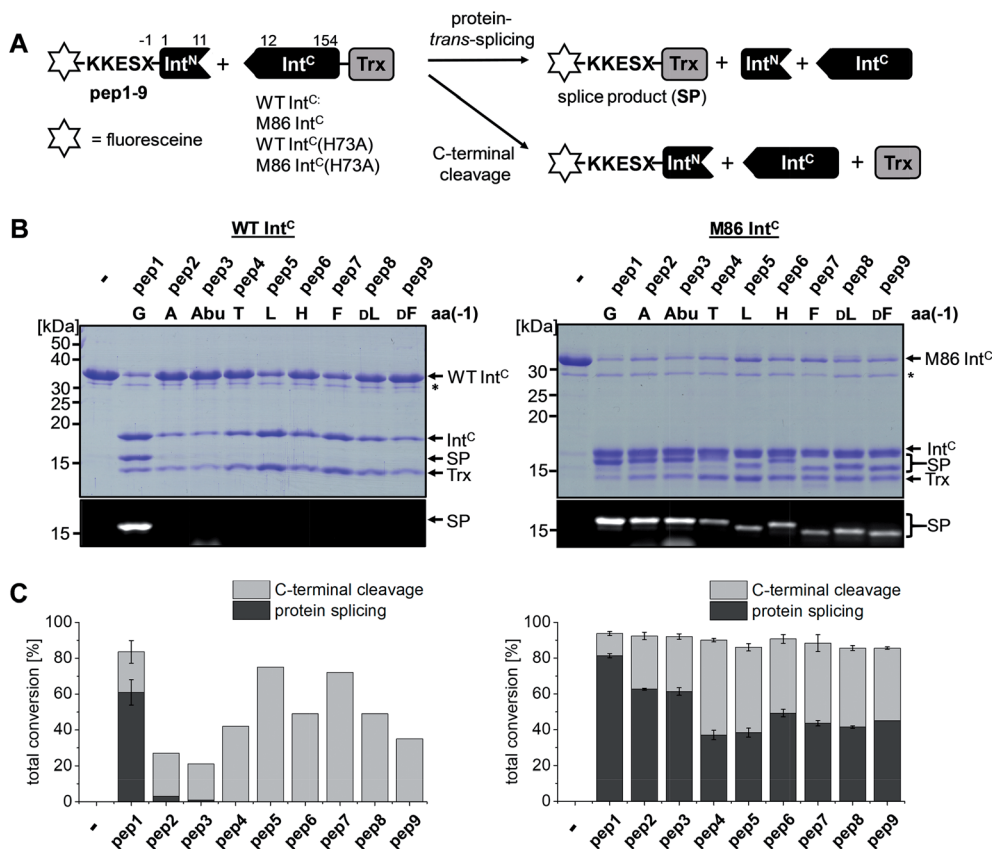 A
-1 1 11 12 154
KKESX Int^N + Int^C Trx
pep1-9
= fluoresceine
WT Int^C:
M86 Int^C
WT Int^C(H73A)
M86 Int^C(H73A)
protein-
trans-splicing
KKESX Trx + Int^N + Int^C
splice product (SP)
C-terminal
cleavage
KKESX Int^N + Int^C + Trx
B
WT Int^C
- pep1 pep2 pep3 pep4 pep5 pep6 pep7 pep8 pep9
G A Abu T L H F DL DF aa(-1)
[kDa]
50
40
30
25
20
15
WT Int^C
*
Int^C
SP
Trx
15
SP
M86 Int^C
- pep1 pep2 pep3 pep4 pep5 pep6 pep7 pep8 pep9
G A Abu T L H F DL DF aa(-1)
[kDa]
30
25
20
15
M86 Int^C
*
Int^C
SP
Trx
15
SP
C
C-terminal cleavage
protein splicing
total conversion [%]
100
80
60
40
20
0
- pep1 pep2 pep3 pep4 pep5 pep6 pep7 pep8 pep9
C-terminal cleavage
protein splicing
total conversion [%]
100
80
60
40
20
0
- pep1 pep2 pep3 pep4 pep5 pep6 pep7 pep8 pep9